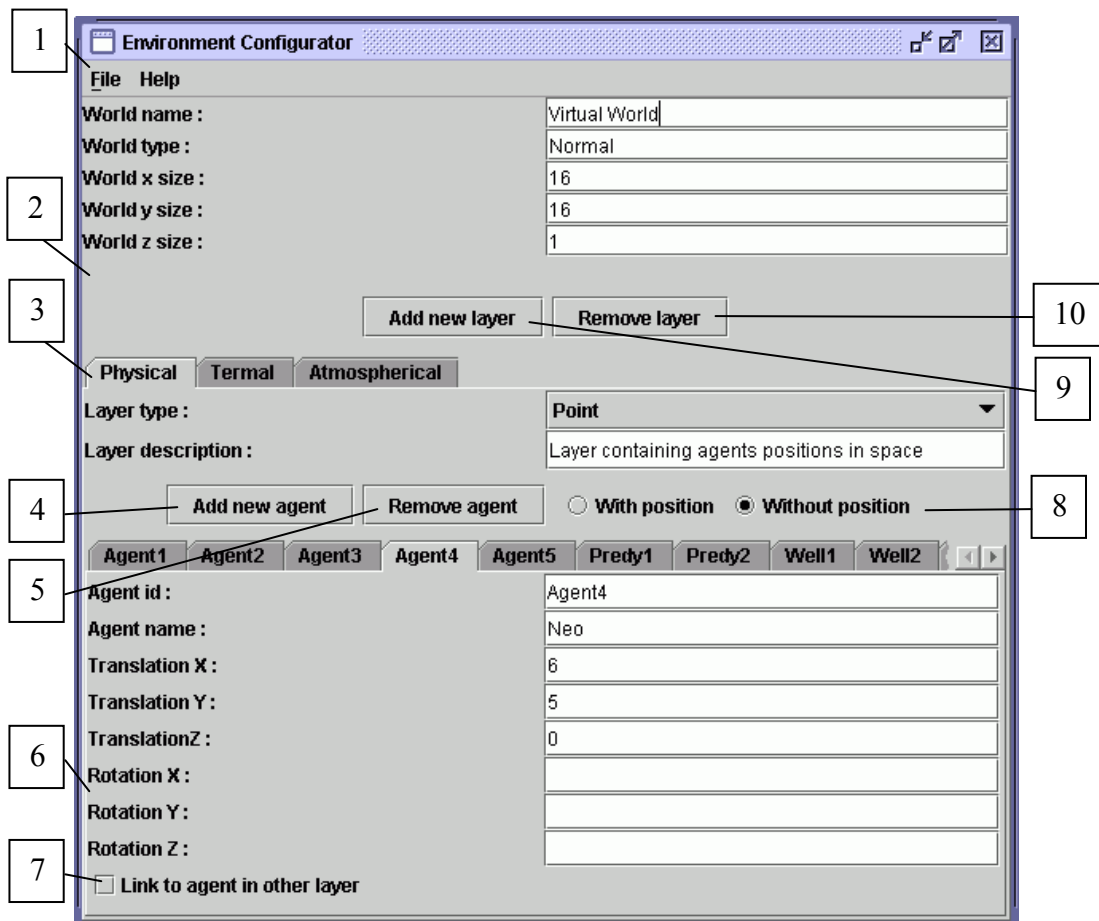 1
Environment Configurator
File Help
World name : Virtual World
World type : Normal
2
World x size : 16
World y size : 16
World z size : 1
3
Add new layer Remove layer
10
Physical Termal Atmospherical
9
Layer type : Point
Layer description : Layer containing agents positions in space
4
Add new agent Remove agent With position Without position
8
Agent1 Agent2 Agent3 Agent4 Agent5 Predy1 Predy2 Well1 Well2
5
Agent id : Agent4
Agent name : Neo
Translation X : 6
Translation Y : 5
TranslationZ : 0
6
Rotation X :
Rotation Y :
Rotation Z :
7
Link to agent in other layer